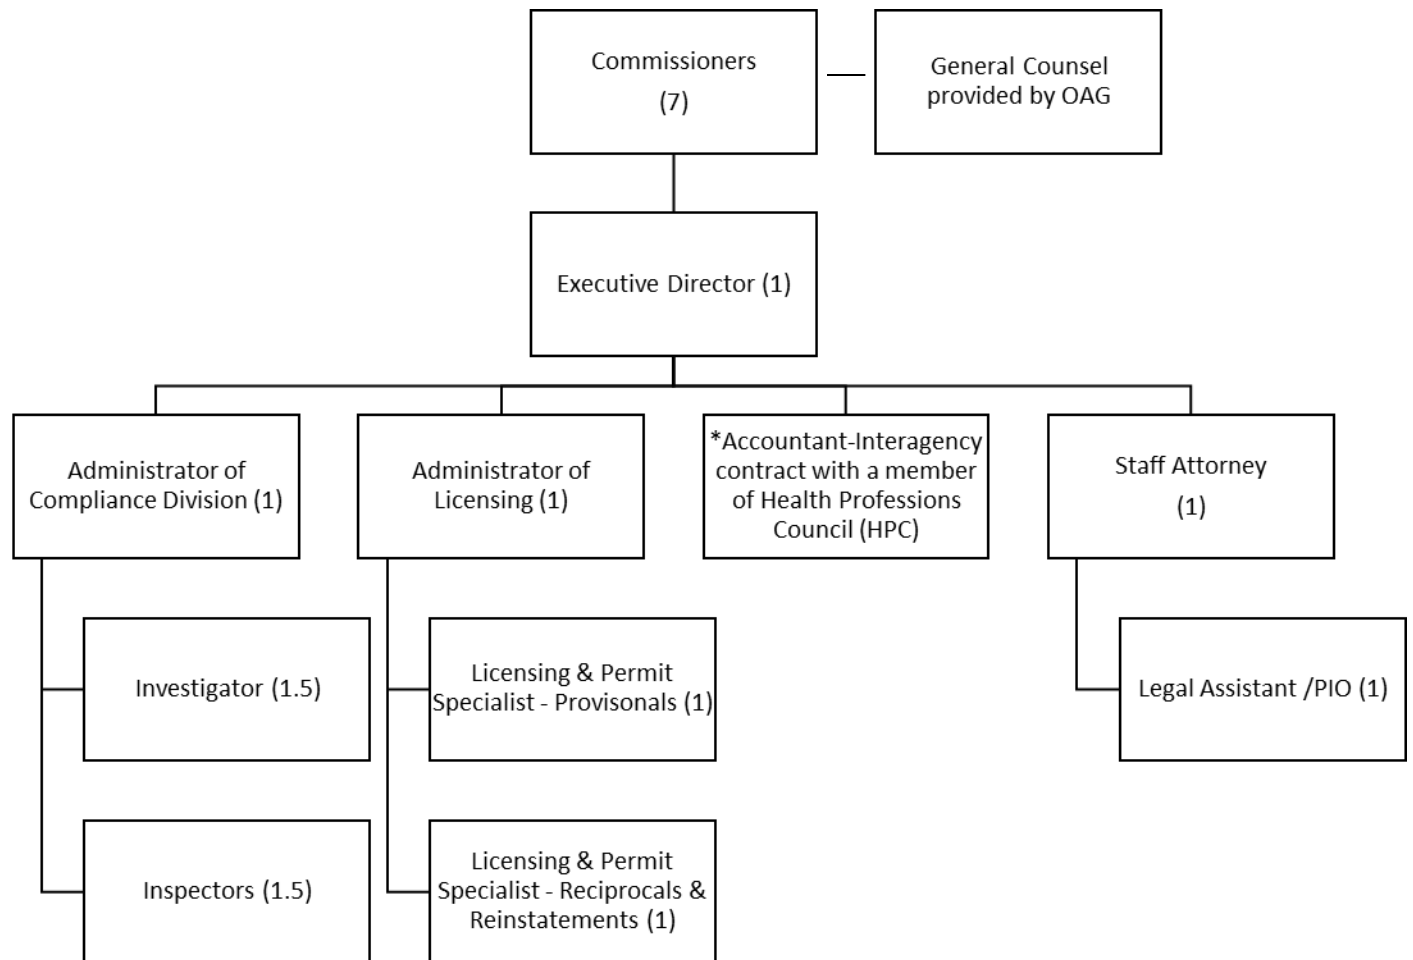 Commissioners
(7)
General Counsel
provided by OAG
Executive Director (1)
Administrator of
Compliance Division (1)
Administrator of
Licensing (1)
*Accountant-Interagency
contract with a member
of Health Professions
Council (HPC)
Staff Attorney
(1)
Investigator (1.5)
Licensing & Permit
Specialist - Provisonals (1)
Legal Assistant /PIO (1)
Inspectors (1.5)
Licensing & Permit
Specialist - Reciprocals &
Reinstatements (1)